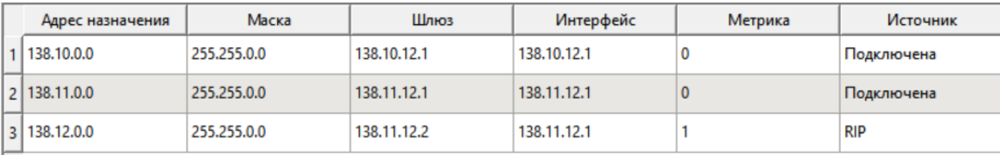 Адрес назначения Маска Шлюз Интерфейс Метрика Источник
1 138.10.0.0 255.255.0.0 138.10.12.1 138.10.12.1 0 Подключена
2 138.11.0.0 255.255.0.0 138.11.12.1 138.11.12.1 0 Подключена
3 138.12.0.0 255.255.0.0 138.11.12.2 138.11.12.1 1 RIP